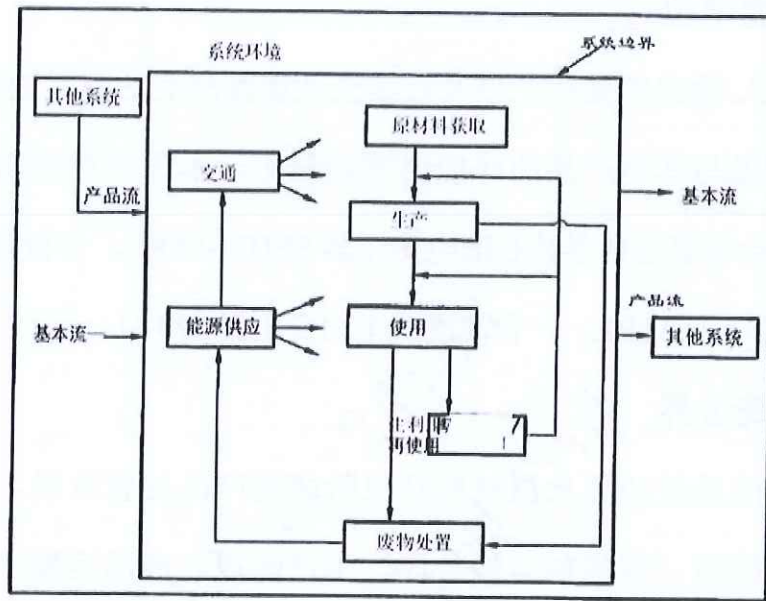 系统环境
系统边界
其他系统
原材料获取
交通
产品流
基本流
生产
产品流
能源供应
使用
基本流
其他系统
再使用
废物处置